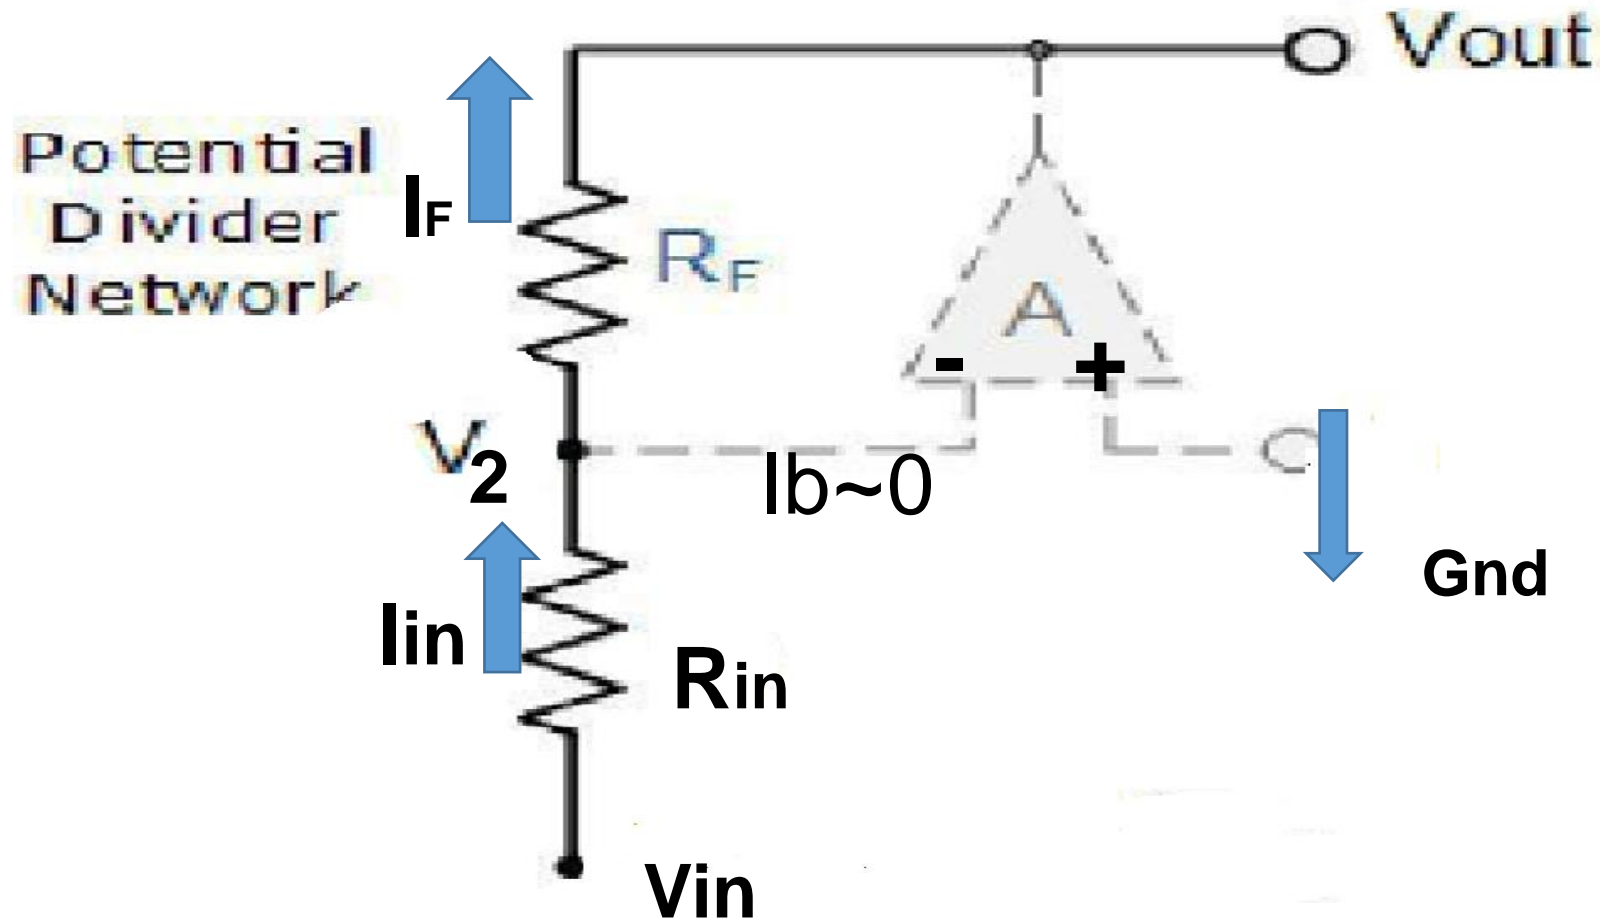 Vout
Potential
Divider
Network
IF
RF
A
- +
V2
Ib~0
Gnd
Iin
Rin
Vin